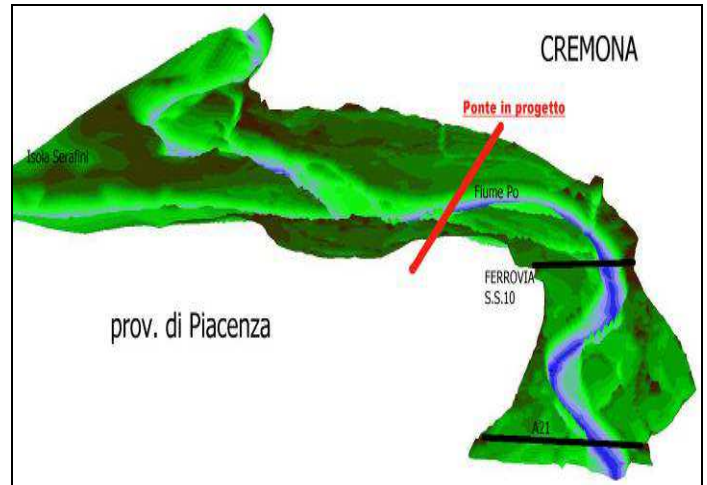 CREMONA
Ponte in progetto
Isola Serafini
Fiume Po
FERROVIA
S.S.10
prov. di Piacenza
A21